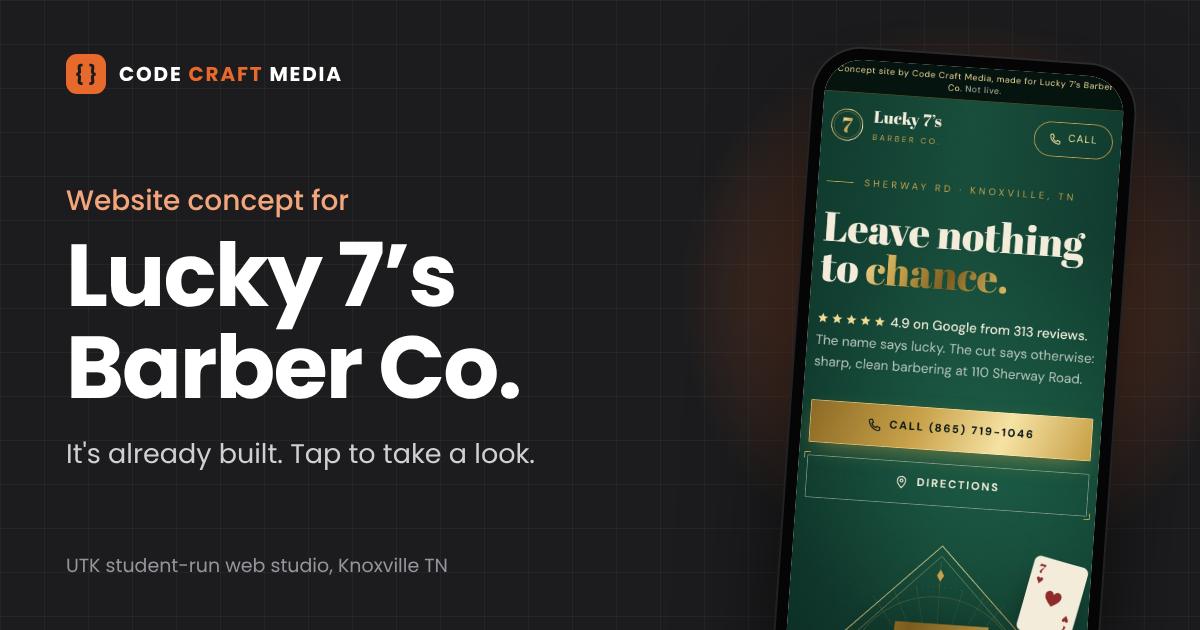 { } CODE CRAFT MEDIA
Website concept for
Lucky 7’s
Barber Co.
It's already built. Tap to take a look.
UTK student-run web studio, Knoxville TN
Concept site by Code Craft Media, made for Lucky 7's Barber
Co. Not live.
7
Lucky 7’s
BARBER CO.
CALL
SHERWAY RD · KNOXVILLE, TN
Leave nothing
to chance.
★★★★★ 4.9 on Google from 313 reviews.
The name says lucky. The cut says otherwise:
sharp, clean barbering at 110 Sherway Road.
CALL (865) 719-1046
DIRECTIONS
7